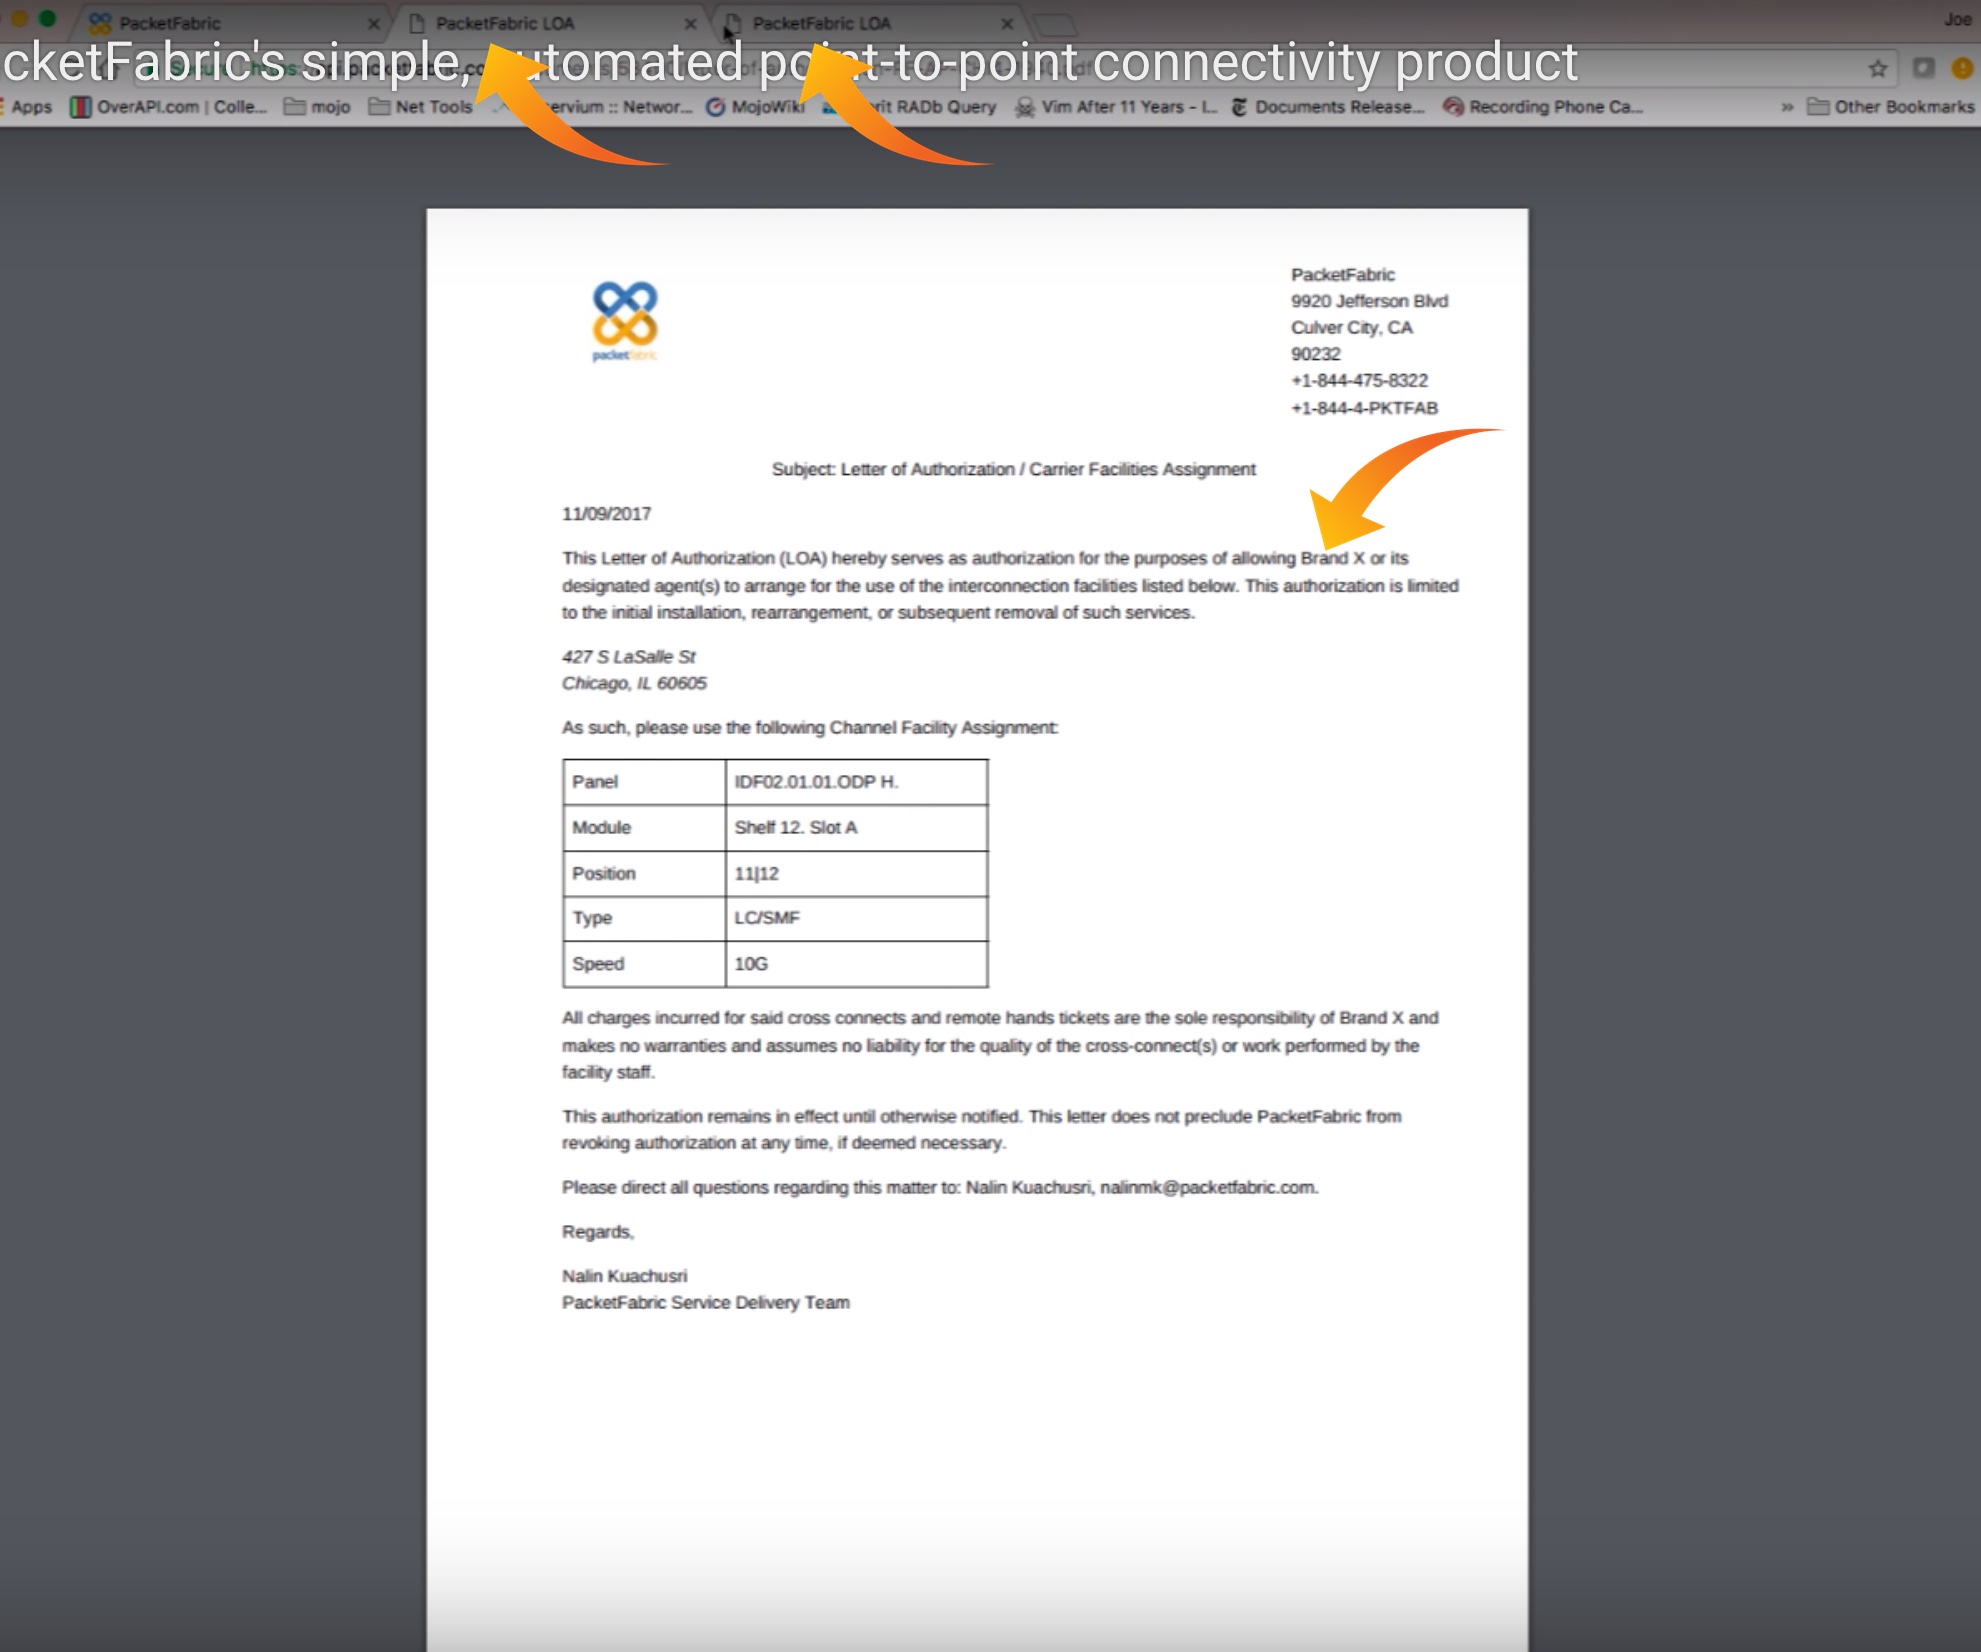 PacketFabric
PacketFabric LOA
PacketFabric LOA
Joe
cketFabric's simple, automated point-to-point connectivity product
Apps
OverAPI.com | Colle...
mojo
Net Tools
ervium :: Networ...
MojoWiki
rit RADb Query
Vim After 11 Years - I...
Documents Release...
Recording Phone Ca...
»
Other Bookmarks
packetfabric
PacketFabric
9920 Jefferson Blvd
Culver City, CA
90232
+1-844-475-8322
+1-844-4-PKTFAB
Subject: Letter of Authorization / Carrier Facilities Assignment
11/09/2017
This Letter of Authorization (LOA) hereby serves as authorization for the purposes of allowing Brand X or its
designated agent(s) to arrange for the use of the interconnection facilities listed below. This authorization is limited
to the initial installation, rearrangement, or subsequent removal of such services.
427 S LaSalle St
Chicago, IL 60605
As such, please use the following Channel Facility Assignment:
Panel IDF02.01.01.ODP H.
Module Shelf 12. Slot A
Position 11|12
Type LC/SMF
Speed 10G
All charges incurred for said cross connects and remote hands tickets are the sole responsibility of Brand X and
makes no warranties and assumes no liability for the quality of the cross-connect(s) or work performed by the
facility staff.
This authorization remains in effect until otherwise notified. This letter does not preclude PacketFabric from
revoking authorization at any time, if deemed necessary.
Please direct all questions regarding this matter to: Nalin Kuachusri, nalinmk@packetfabric.com.
Regards,
Nalin Kuachusri
PacketFabric Service Delivery Team